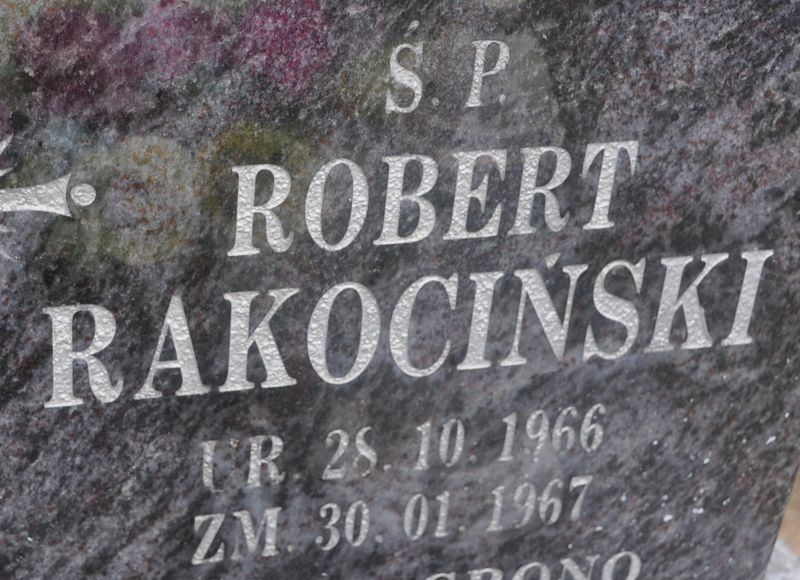 Ś. P.
ROBERT
RAKOCIŃSKI
UR. 28. 10. 1966
ZM. 30. 01. 1967